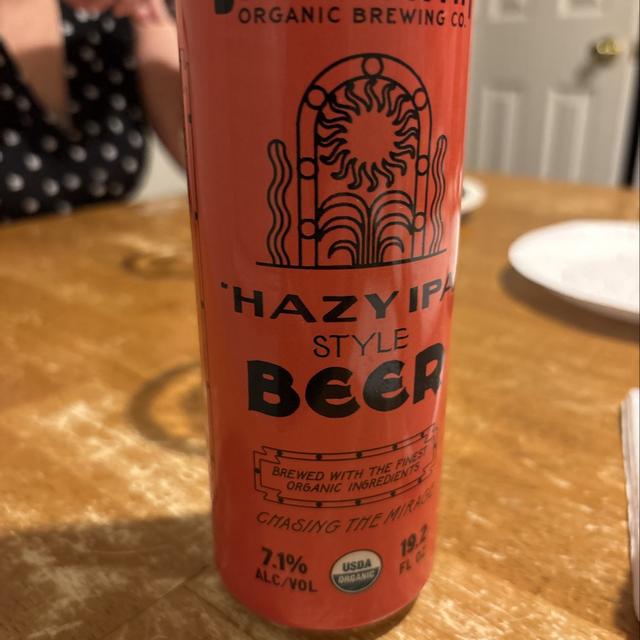 ORGANIC BREWING CO.
"HAZY IPA
STYLE
BEER
BREWED WITH THE FINEST
ORGANIC INGREDIENTS
CHASING THE MIRAGE
7.1%
ALC/VOL
USDA
ORGANIC
19.2
FL OZ